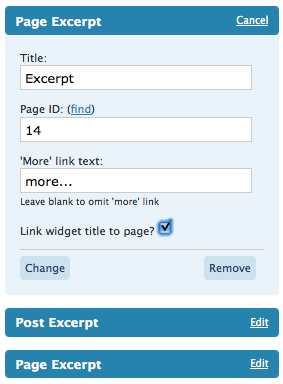 Page Excerpt Cancel
Title:
Excerpt
Page ID: (find)
14
'More' link text:
more...
Leave blank to omit 'more' link
Link widget title to page?
Change Remove
Post Excerpt Edit
Page Excerpt Edit